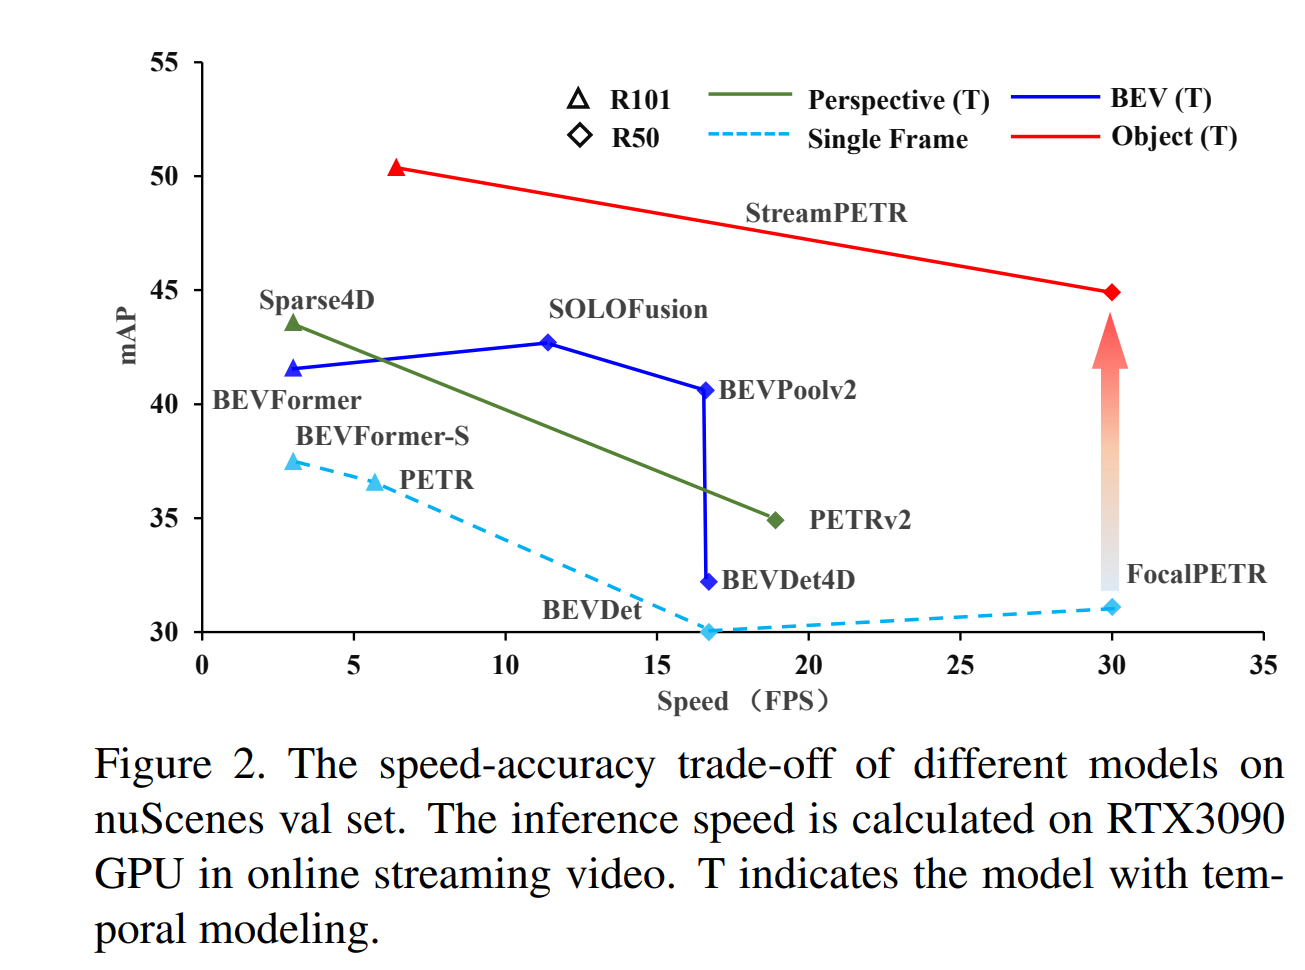 55
R101
Perspective (T)
BEV (T)
R50
Single Frame
Object (T)
50
StreamPETR
45
Sparse4D
SOLOFusion
mAP
BEVPoolv2
40
BEVFormer
BEVFormer-S
PETR
35
PETRv2
FocalPETR
BEVDet4D
BEVDet
30
0 5 10 15 20 25 30 35
Speed （FPS）
Figure 2. The speed-accuracy trade-off of different models on
nuScenes val set. The inference speed is calculated on RTX3090
GPU in online streaming video. T indicates the model with tem-
poral modeling.